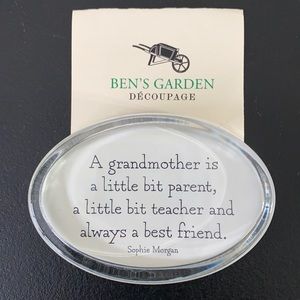 BEN'S GARDEN
DÉCOUPAGE
A grandmother is
a little bit parent,
a little bit teacher and
always a best friend.
Sophie Morgan